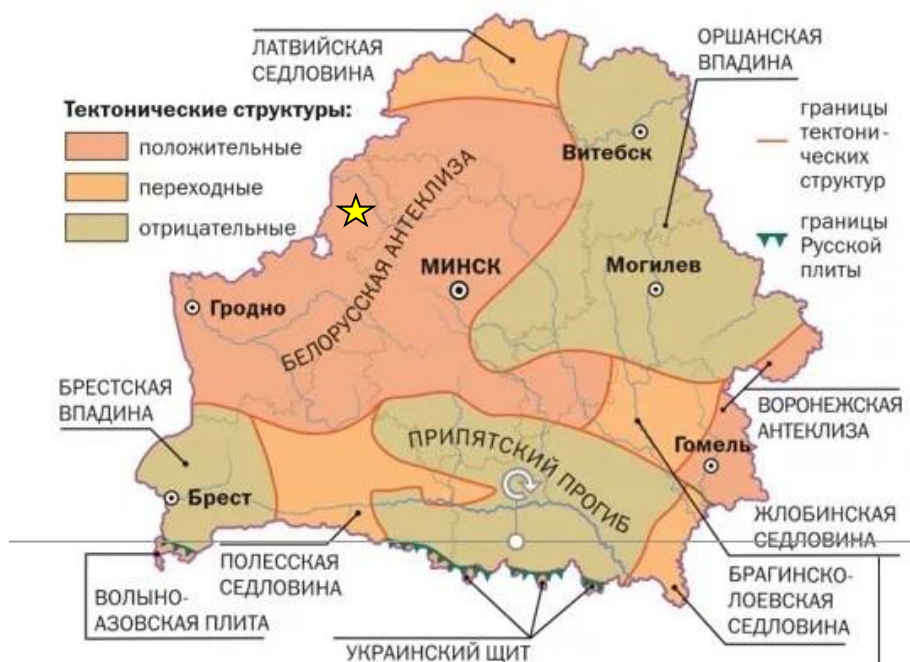 ЛАТВИЙСКАЯ
СЕДЛОВИНА
ОРШАНСКАЯ
ВПАДИНА
Тектонические структуры:
положительные
переходные
отрицательные
границы
тектони-
ческих
структур
границы
Русской
плиты
Витебск
БЕЛОРУССКАЯ АНТЕКЛИЗА
МИНСК
Могилев
Гродно
БРЕСТСКАЯ
ВПАДИНА
ВОРОНЕЖСКАЯ
АНТЕКЛИЗА
Гомель
ПРИПЯТСКИЙ ПРОГИБ
Брест
ЖЛОБИНСКАЯ
СЕДЛОВИНА
ПОЛЕССКАЯ
СЕДЛОВИНА
БРАГИНСКО-
ЛОЕВСКАЯ
СЕДЛОВИНА
ВОЛЫНО-
АЗОВСКАЯ ПЛИТА
УКРАИНСКИЙ ЩИТ